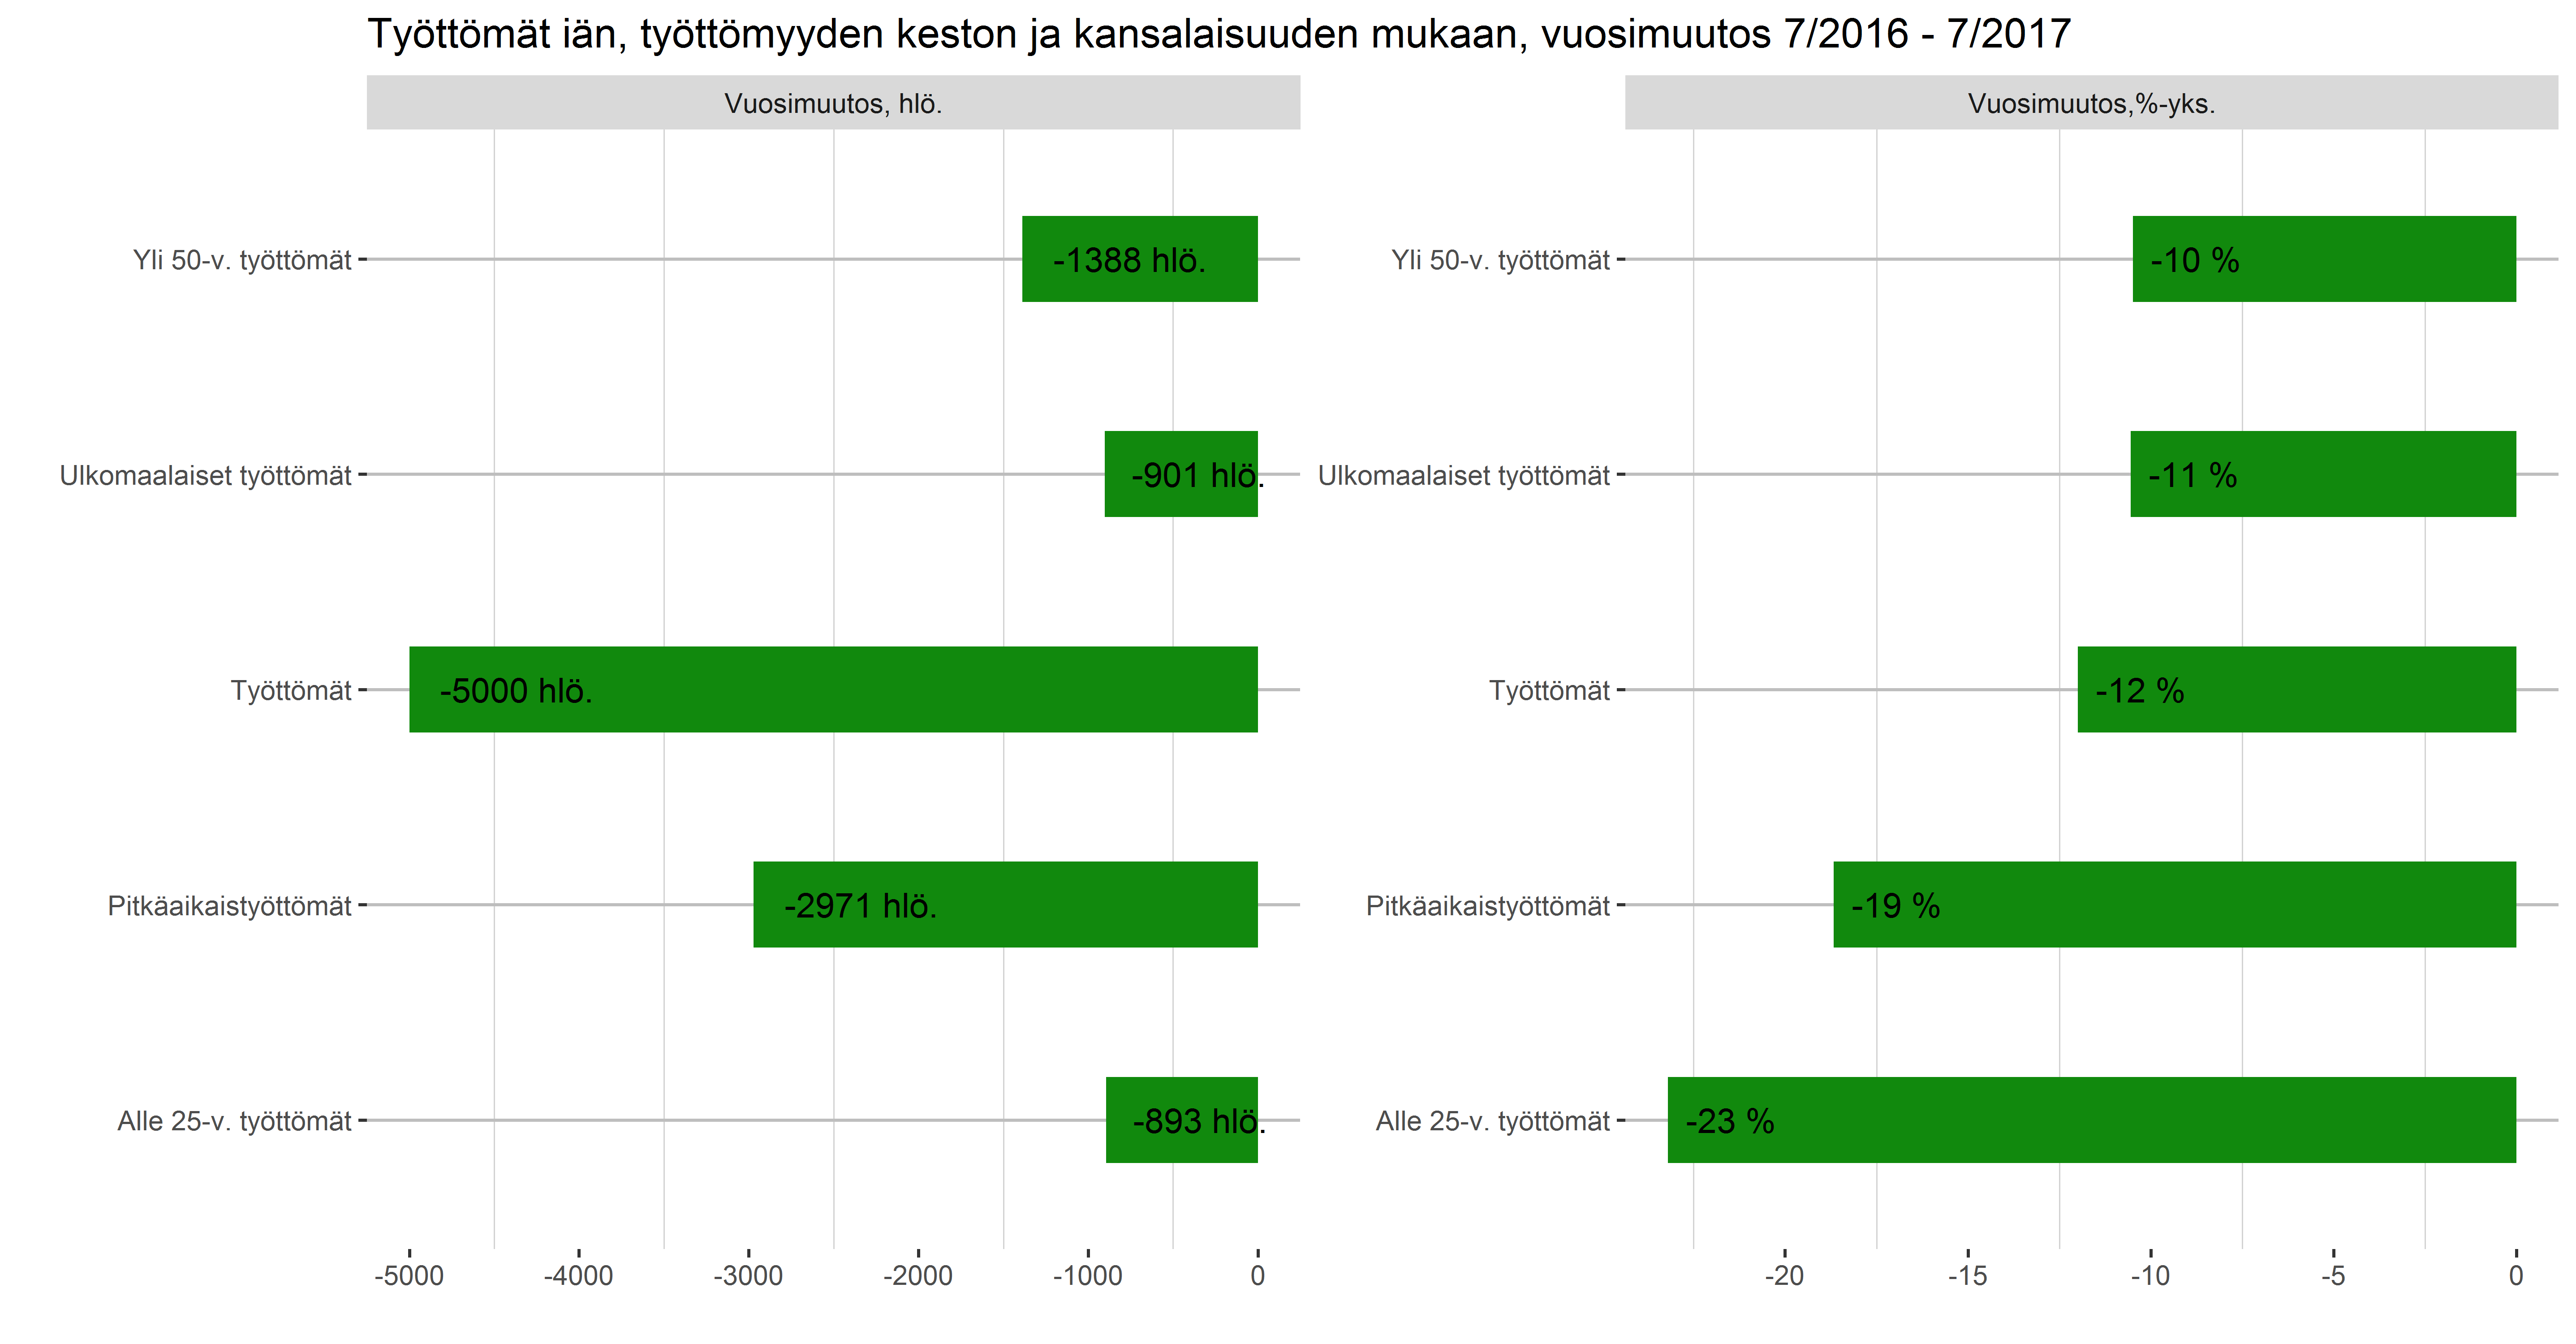 Työttömät iän, työttömyyden keston ja kansalaisuuden mukaan, vuosimuutos 7/2016 - 7/2017
Vuosimuutos, hlö.
Yli 50-v. työttömät
-1388 hlö.
Ulkomaalaiset työttömät
-901 hlö.
Työttömät
-5000 hlö.
Pitkäaikaistyöttömät
-2971 hlö.
Alle 25-v. työttömät
-893 hlö.
-5000 -4000 -3000 -2000 -1000 0
Vuosimuutos,%-yks.
Yli 50-v. työttömät
-10 %
Ulkomaalaiset työttömät
-11 %
Työttömät
-12 %
Pitkäaikaistyöttömät
-19 %
Alle 25-v. työttömät
-23 %
-20 -15 -10 -5 0